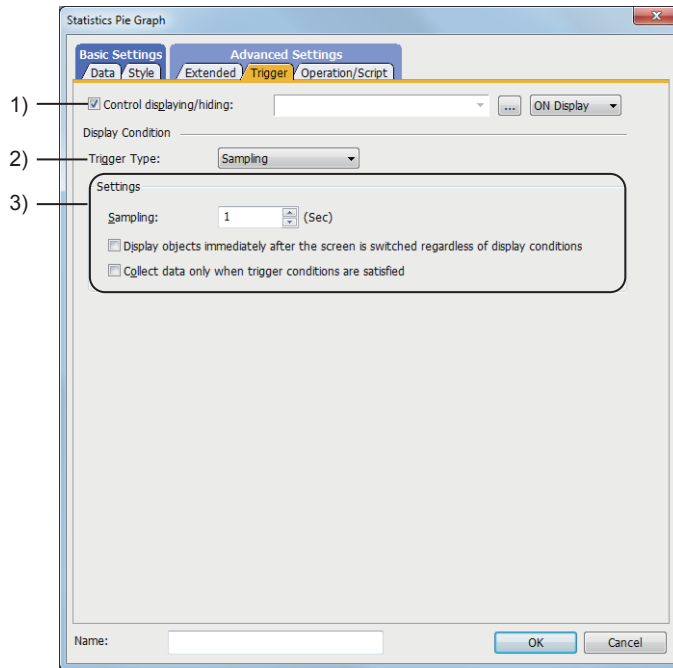 Statistics Pie Graph
x
Basic Settings
Advanced Settings
Data Style Extended Trigger Operation/Script
1)
Control displaying/hiding:
...
ON Display
Display Condition
2)
Trigger Type:
Sampling
3)
Settings
Sampling:
1
(Sec)
Display objects immediately after the screen is switched regardless of display conditions
Collect data only when trigger conditions are satisfied
Name:
OK
Cancel